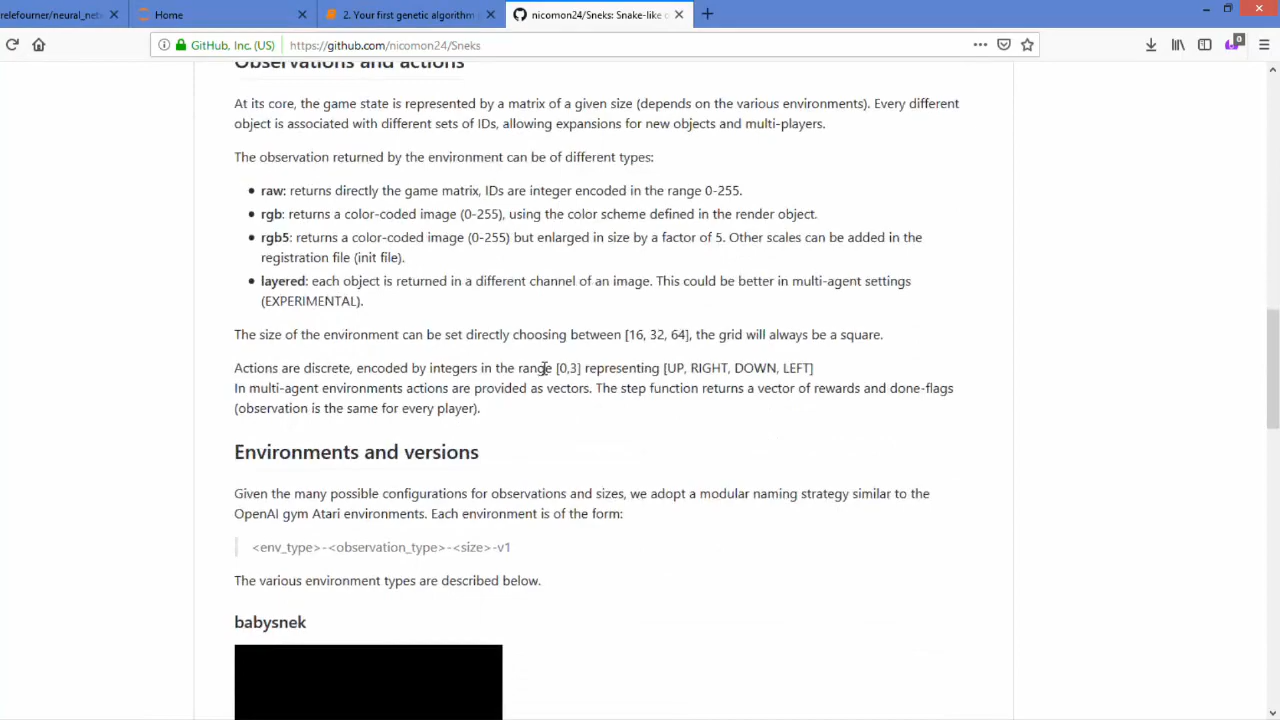 relefourner/neural_netw
Home
2. Your first genetic algorithm
nicomon24/Sneks: Snake-like o
0
GitHub, Inc. (US)
https://github.com/nicomon24/Sneks
Observations and actions
At its core, the game state is represented by a matrix of a given size (depends on the various environments). Every different
object is associated with different sets of IDs, allowing expansions for new objects and multi-players.
The observation returned by the environment can be of different types:
raw: returns directly the game matrix, IDs are integer encoded in the range 0-255.
rgb: returns a color-coded image (0-255), using the color scheme defined in the render object.
rgb5: returns a color-coded image (0-255) but enlarged in size by a factor of 5. Other scales can be added in the
registration file (init file).
layered: each object is returned in a different channel of an image. This could be better in multi-agent settings
(EXPERIMENTAL).
The size of the environment can be set directly choosing between [16, 32, 64], the grid will always be a square.
Actions are discrete, encoded by integers in the range [0,3] representing [UP, RIGHT, DOWN, LEFT]
In multi-agent environments actions are provided as vectors. The step function returns a vector of rewards and done-flags
(observation is the same for every player).
Environments and versions
Given the many possible configurations for observations and sizes, we adopt a modular naming strategy similar to the
OpenAI gym Atari environments. Each environment is of the form:
<env_type>-<observation_type>-<size>-v1
The various environment types are described below.
babysnek